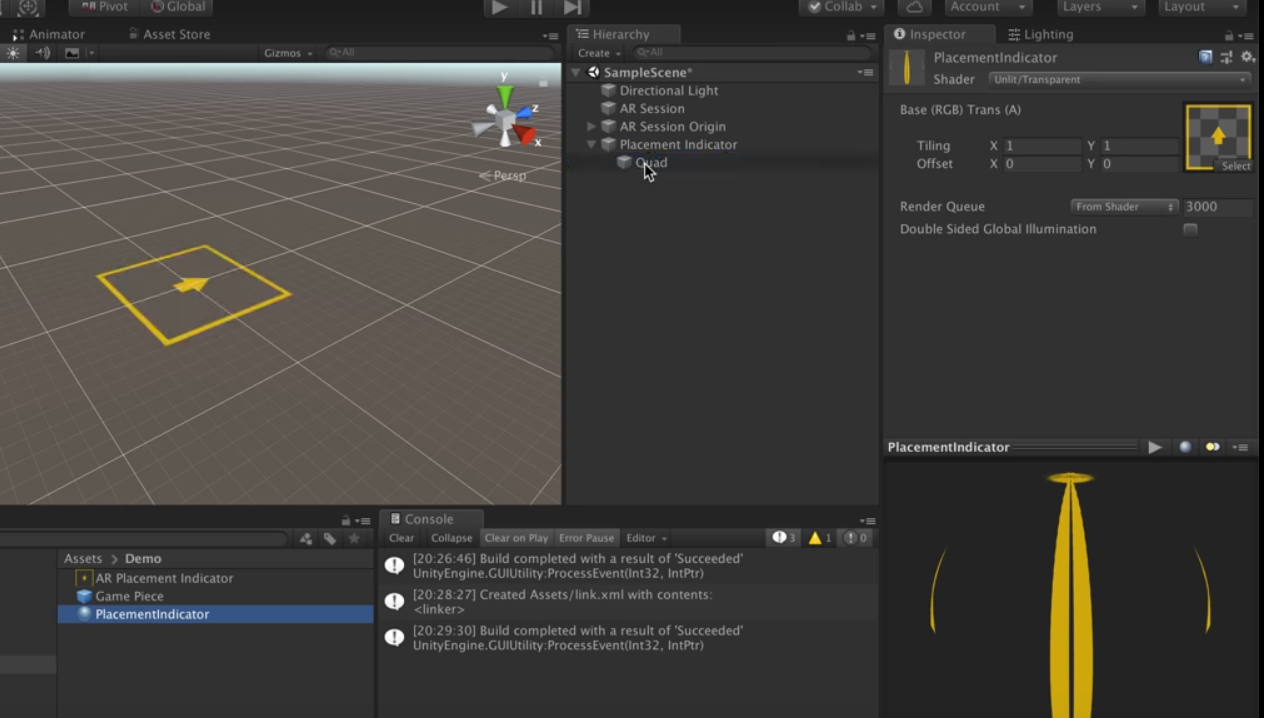 Pivot Global
Collab Account Layers Layout
Animator Asset Store
Gizmos All
y
z
x
Persp
Hierarchy
Create All
SampleScene*
Directional Light
AR Session
AR Session Origin
Placement Indicator
Quad
Inspector Lighting
PlacementIndicator
Shader Unlit/Transparent
Base (RGB) Trans (A)
Tiling X 1 Y 1
Offset X 0 Y 0
Select
Render Queue From Shader 3000
Double Sided Global Illumination
PlacementIndicator
Assets > Demo
AR Placement Indicator
Game Piece
PlacementIndicator
Console
Clear Collapse Clear on Play Error Pause Editor 3 1 0
[20:26:46] Build completed with a result of 'Succeeded'
UnityEngine.GUIUtility:ProcessEvent(Int32, IntPtr)
[20:28:27] Created Assets/link.xml with contents:
<linker>
[20:29:30] Build completed with a result of 'Succeeded'
UnityEngine.GUIUtility:ProcessEvent(Int32, IntPtr)